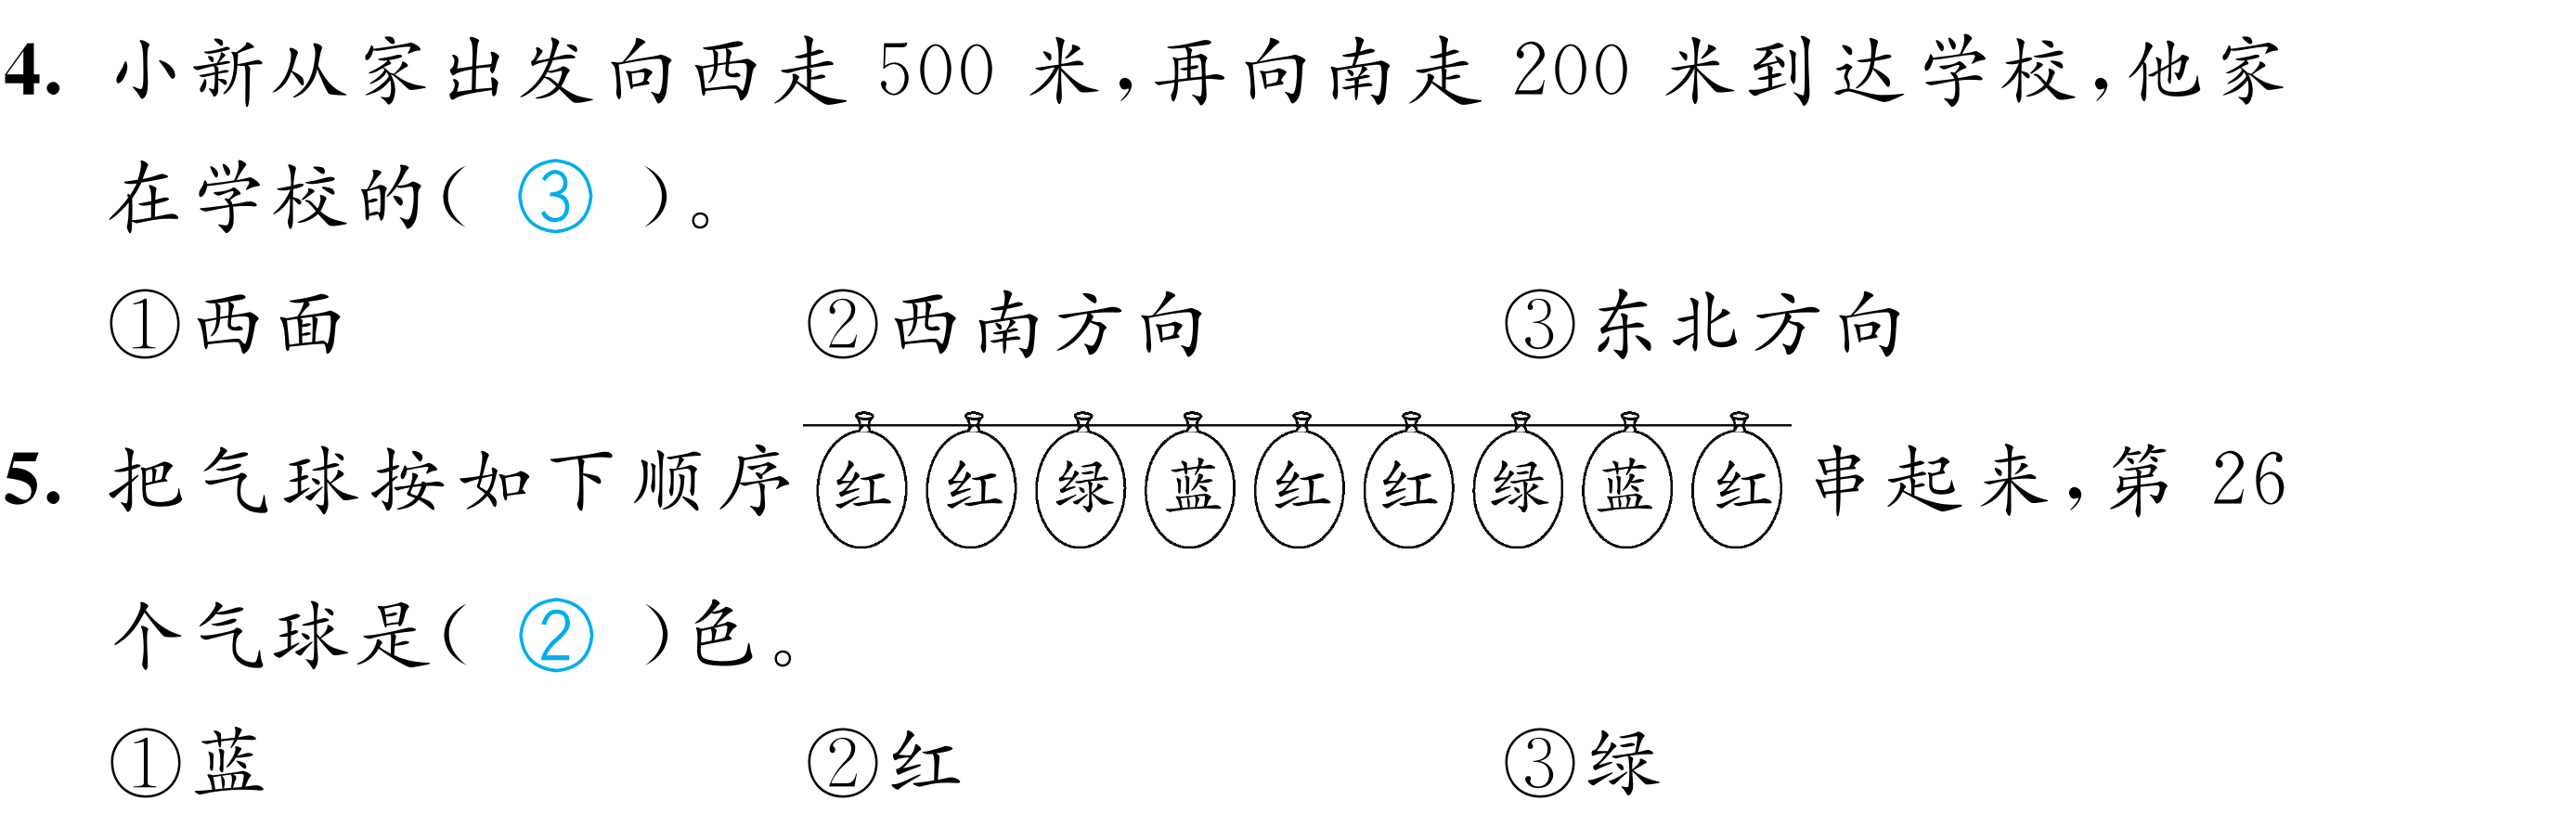 4. 小新从家出发向西走 500 米,再向南走 200 米到达学校,他家
在学校的( ③ )。
①西面 ②西南方向 ③东北方向
5. 把气球按如下顺序 红 红 绿 蓝 红 红 绿 蓝 红 串起来,第 26
个气球是( ② )色。
①蓝 ②红 ③绿